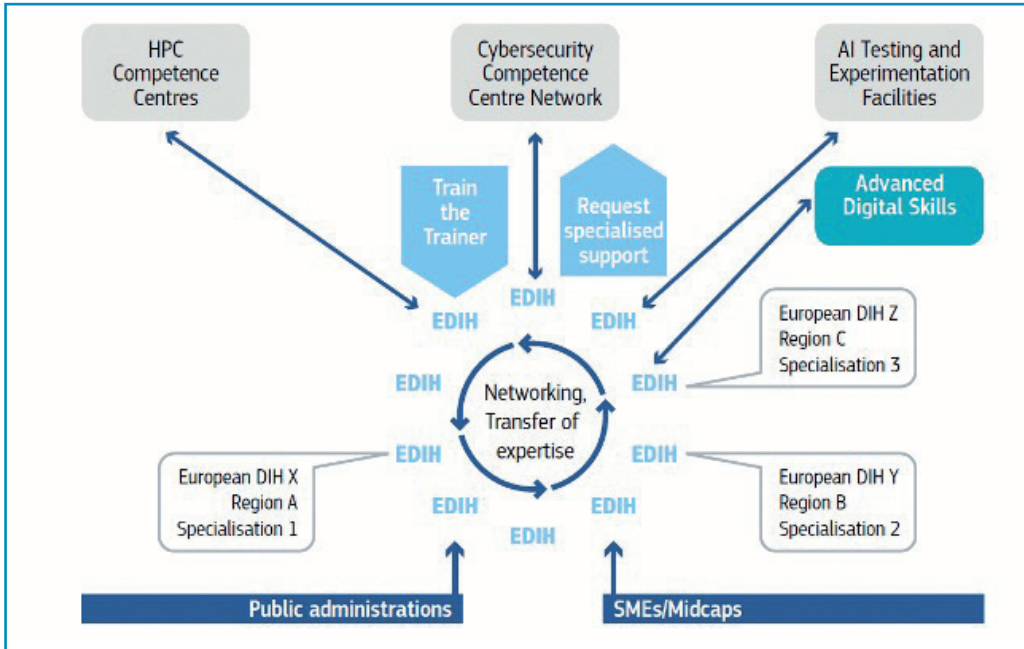 HPC
Competence
Centres
Cybersecurity
Competence
Centre Network
AI Testing and
Experimentation
Facilities
Train
the
Trainer
Request
specialised
support
Advanced
Digital Skills
EDIH
EDIH
EDIH
European DIH Z
Region C
Specialisation 3
EDIH
EDIH
Networking,
Transfer of
expertise
EDIH
EDIH
European DIH X
Region A
Specialisation 1
European DIH Y
Region B
Specialisation 2
EDIH
EDIH
EDIH
Public administrations
SMEs/Midcaps